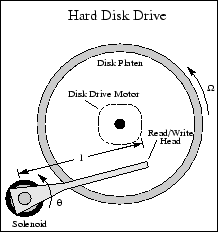 Hard Disk Drive
Disk Platen
Ω
Disk Drive Motor
Read/Write
Head
l
θ
Solenoid